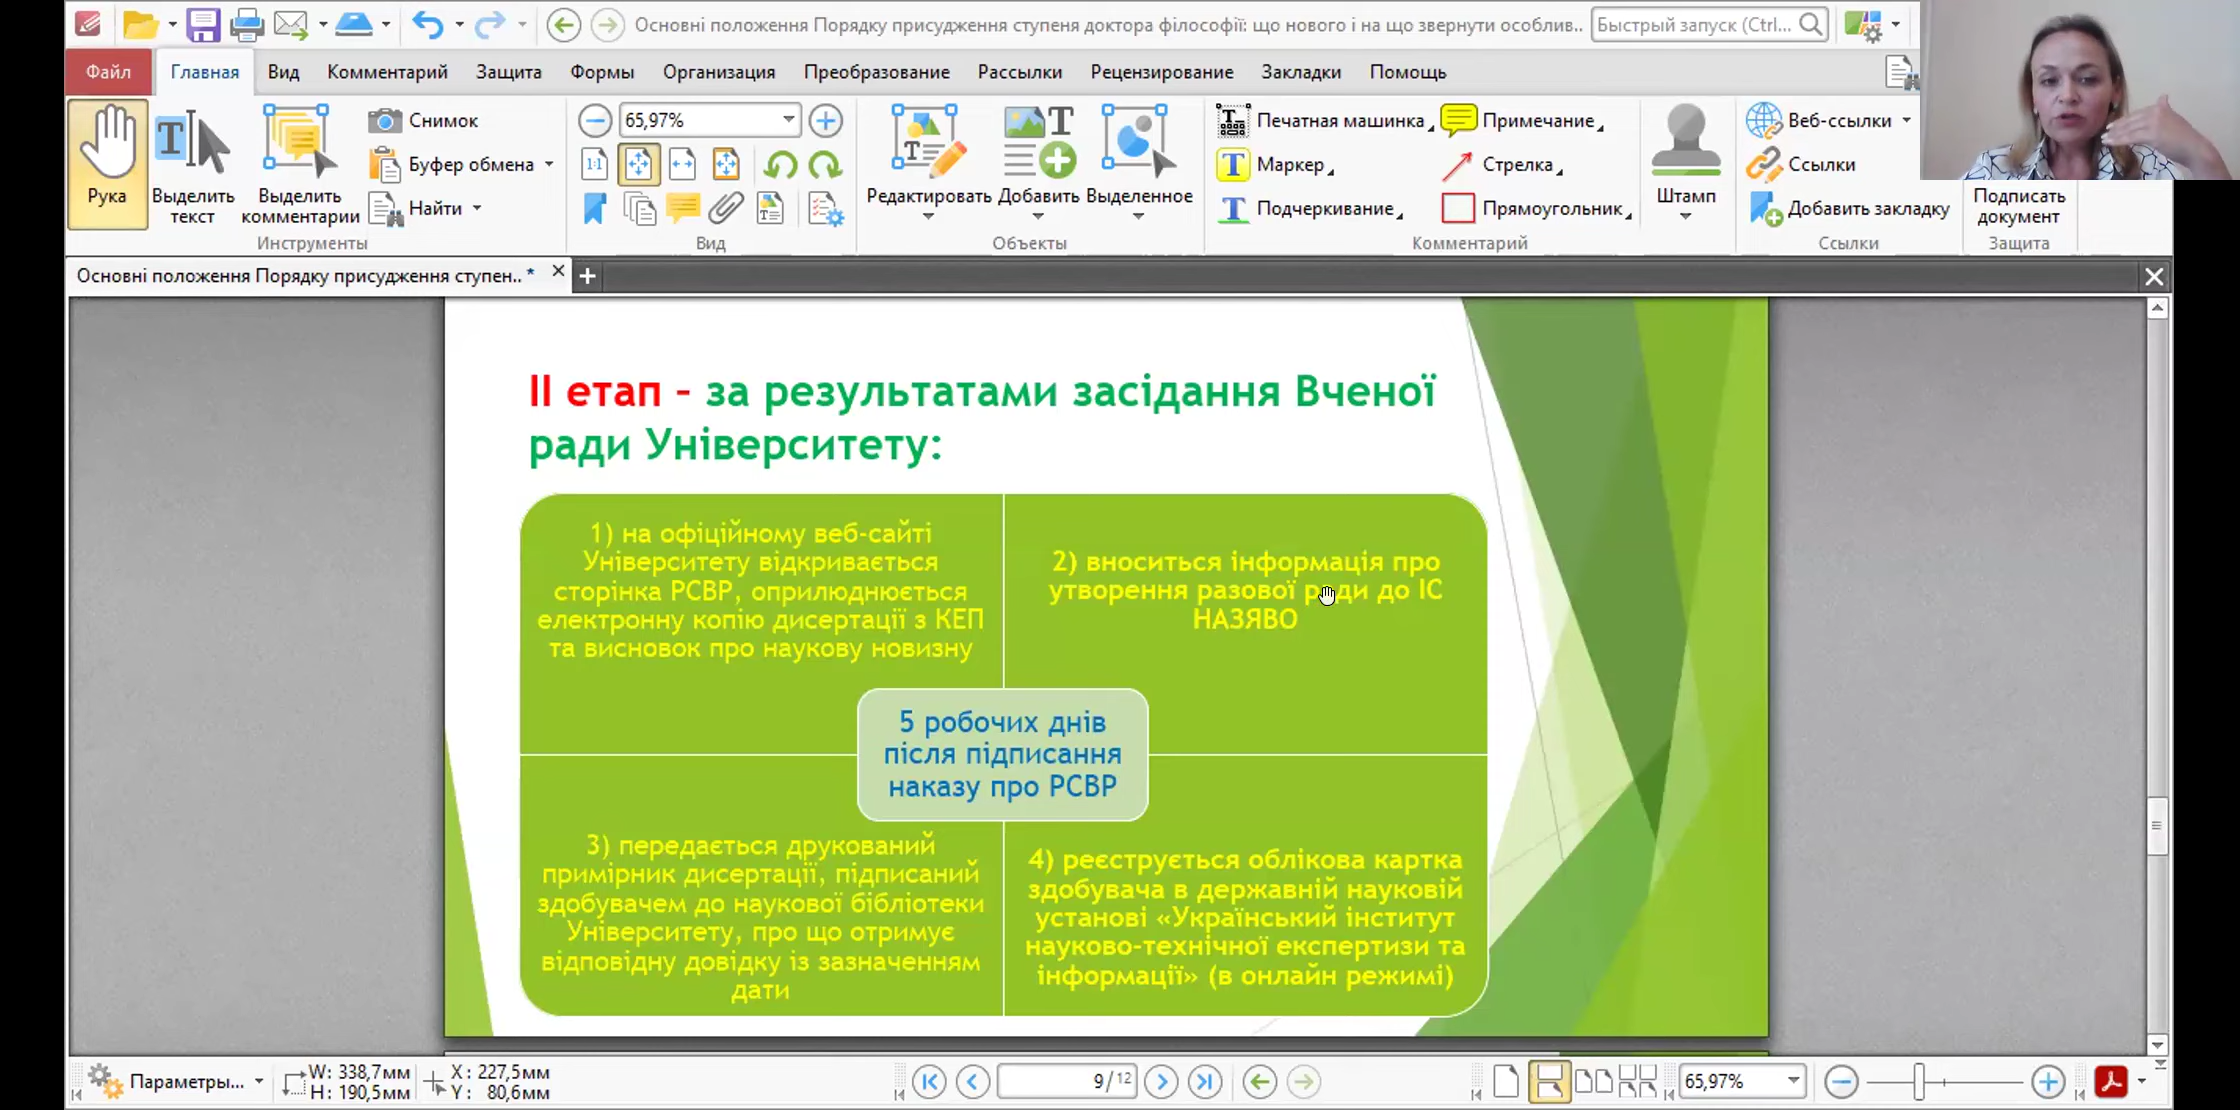 Основні положення Порядку присудження ступеня доктора філософії: що нового і на що звернути особлив..
Быстрый запуск (Ctrl...
Файл
Главная
Вид
Комментарий
Защита
Формы
Организация
Преобразование
Рассылки
Рецензирование
Закладки
Помощь
Рука
Выделить
текст
Выделить
комментарии
Снимок
Буфер обмена
Найти
Инструменты
65,97%
1:1
Вид
Редактировать
Добавить
Выделенное
Объекты
Печатная машинка
Маркер
Подчеркивание
Примечание
Стрелка
Прямоугольник
Комментарий
Штамп
Веб-ссылки
Ссылки
Добавить закладку
Ссылки
Подписать
документ
Защита
Основні положення Порядку присудження ступен.. *
ІІ етап – за результатами засідання Вченої
ради Університету:
1) на офіційному веб-сайті
Університету відкривається
сторінка РСВР, оприлюднюється
електронну копію дисертації з КЕП
та висновок про наукову новизну
2) вноситься інформація про
утворення разової ради до ІС
НАЗЯВО
5 робочих днів
після підписання
наказу про РСВР
3) передається друкований
примірник дисертації, підписаний
здобувачем до наукової бібліотеки
Університету, про що отримує
відповідну довідку із зазначенням
дати
4) реєструється облікова картка
здобувача в державній науковій
установі «Український інститут
науково-технічної експертизи та
інформації» (в онлайн режимі)
Параметры...
W: 338,7мм
H: 190,5мм
X: 227,5мм
Y: 80,6мм
9/12
65,97%